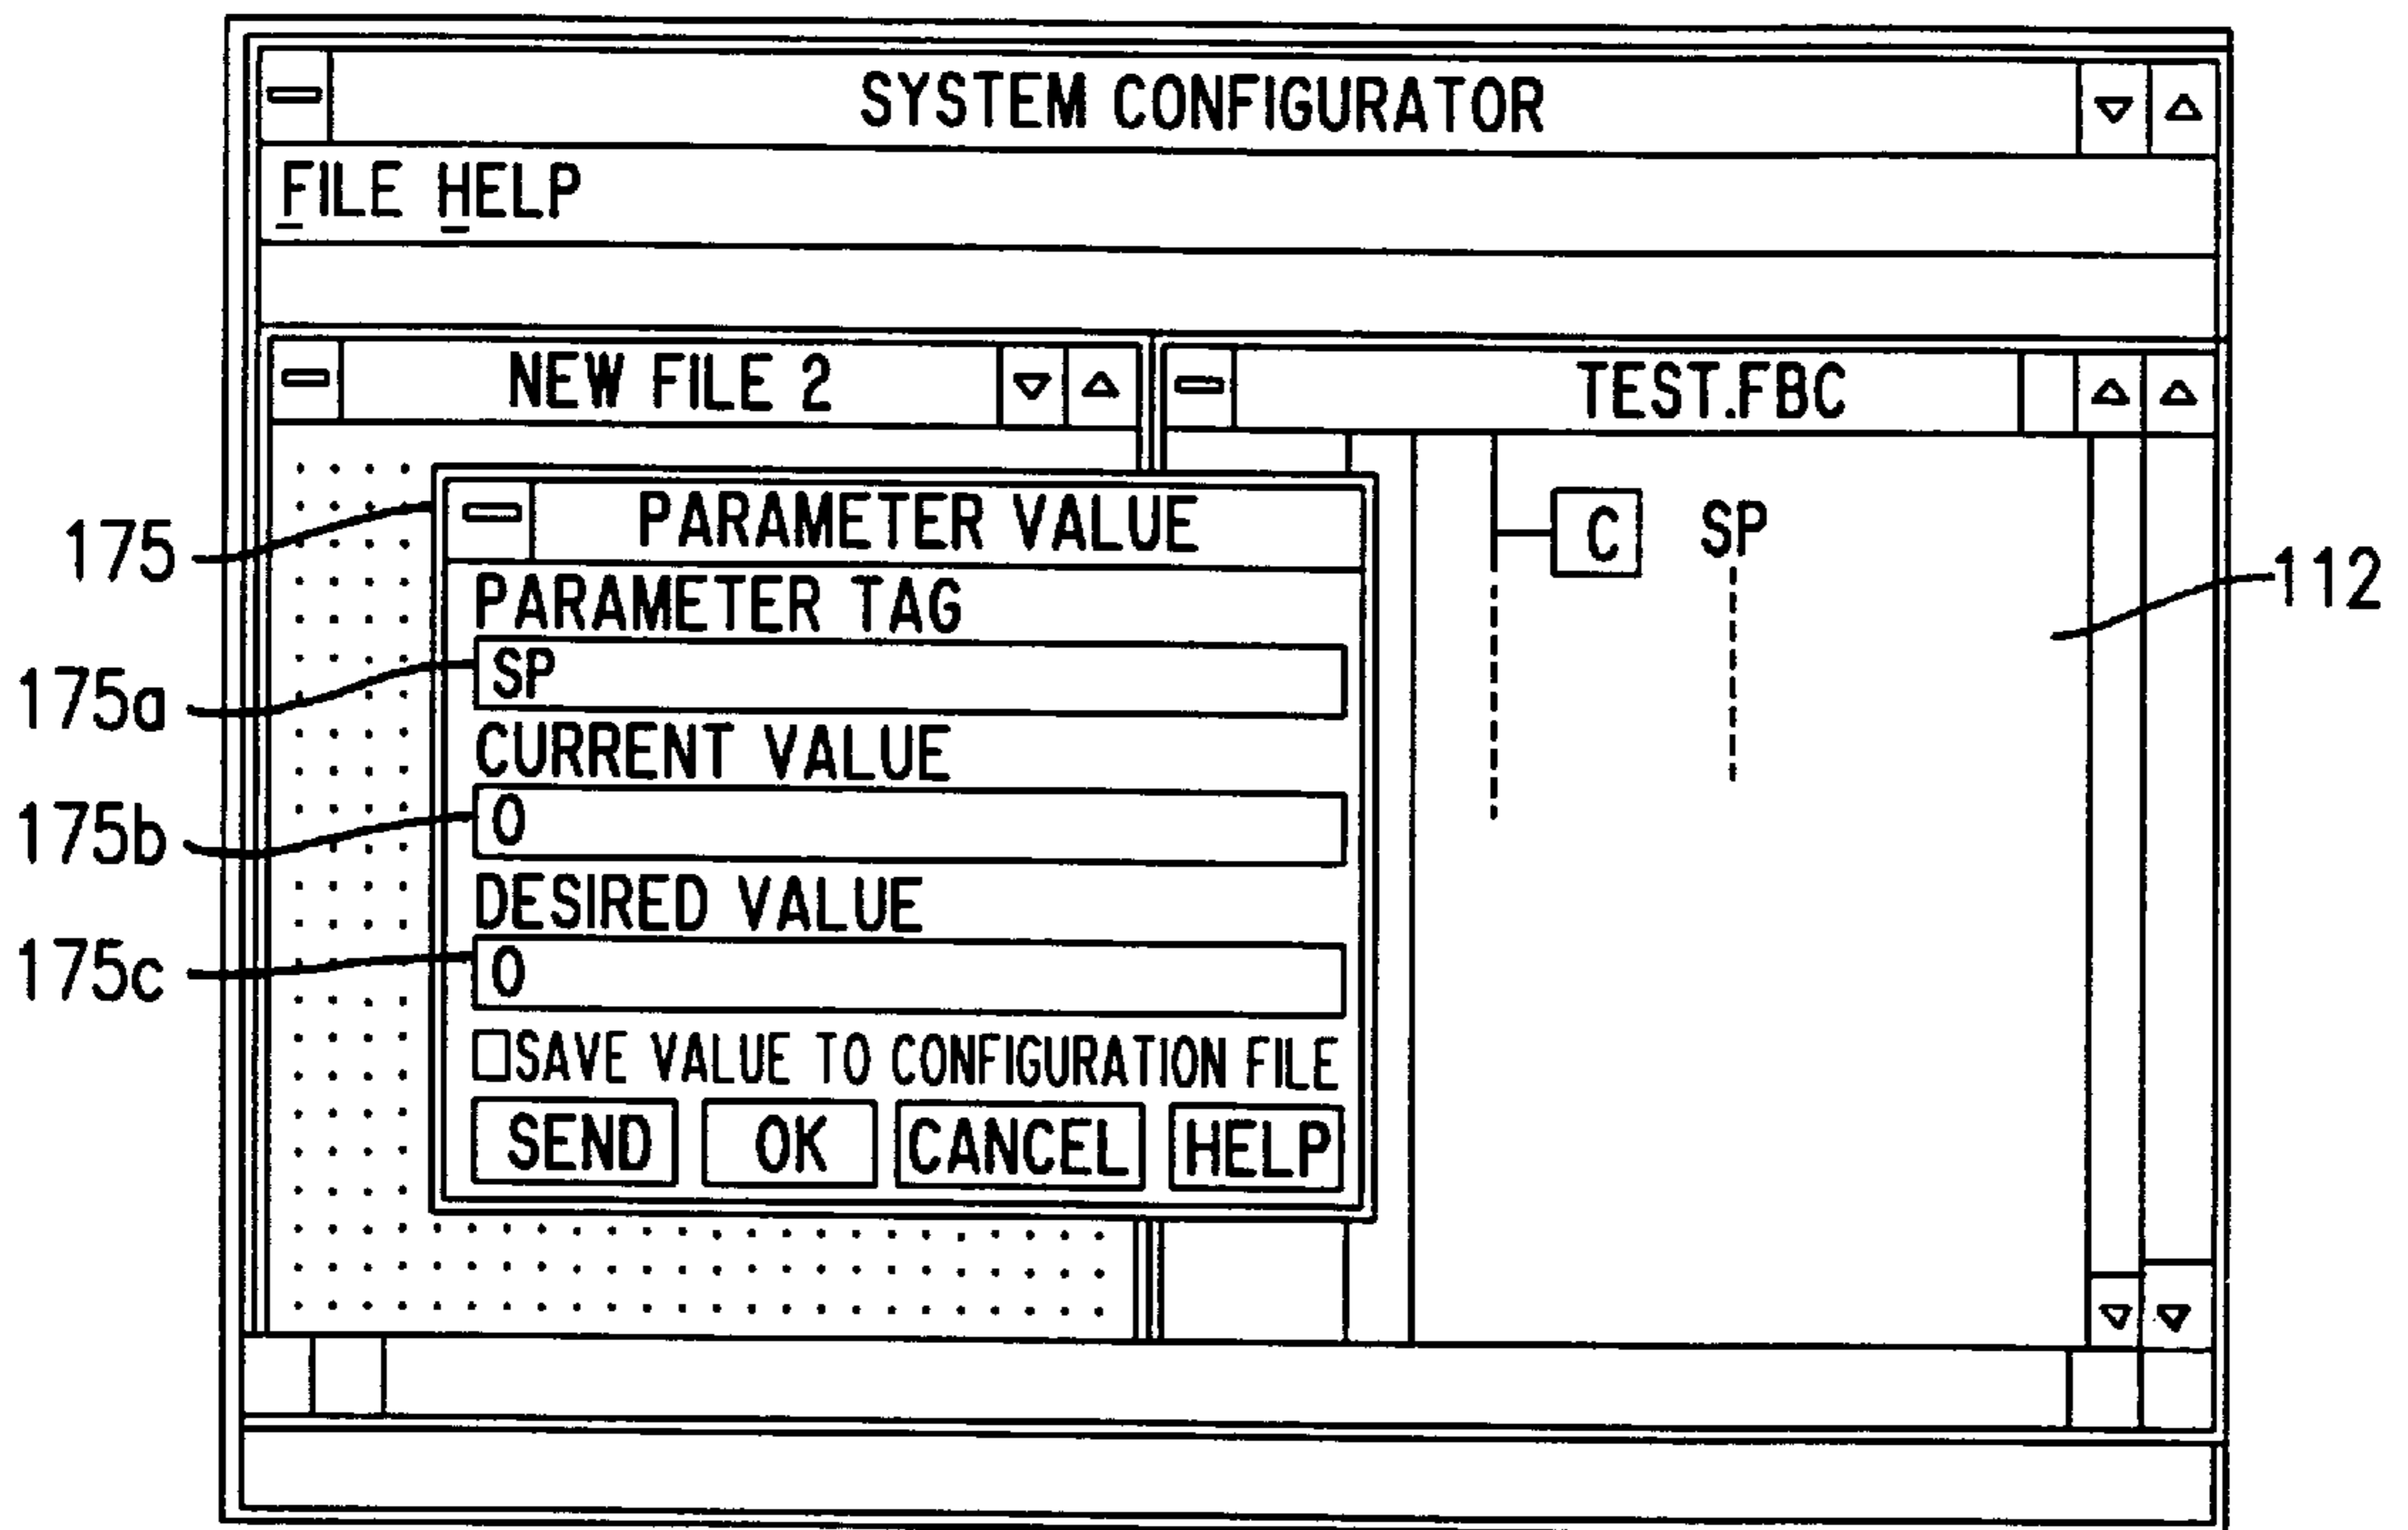 SYSTEM CONFIGURATOR
FILE HELP
NEW FILE 2
TEST.FBC
175
PARAMETER VALUE
C SP
112
PARAMETER TAG
175a
SP
CURRENT VALUE
175b
0
DESIRED VALUE
175c
0
SAVE VALUE TO CONFIGURATION FILE
SEND OK CANCEL HELP